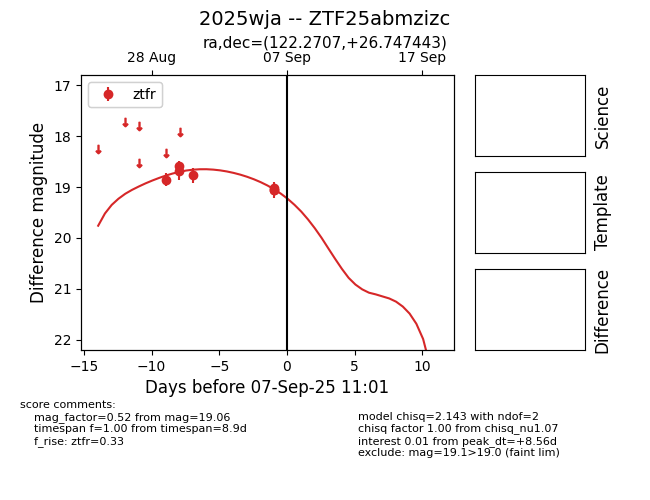 2025wja -- ZTF25abmzizc
ra,dec=(122.2707,+26.747443)
28 Aug
07 Sep
17 Sep
ztfr
17
18
19
20
21
22
Difference magnitude
−15
−10
−5
0
5
10
Days before 07-Sep-25 11:01
Science
Template
Difference
score comments:
mag_factor=0.52 from mag=19.06
timespan f=1.00 from timespan=8.9d
f_rise: ztfr=0.33
model chisq=2.143 with ndof=2
chisq factor 1.00 from chisq_nu1.07
interest 0.01 from peak_dt=+8.56d
exclude: mag=19.1>19.0 (faint lim)